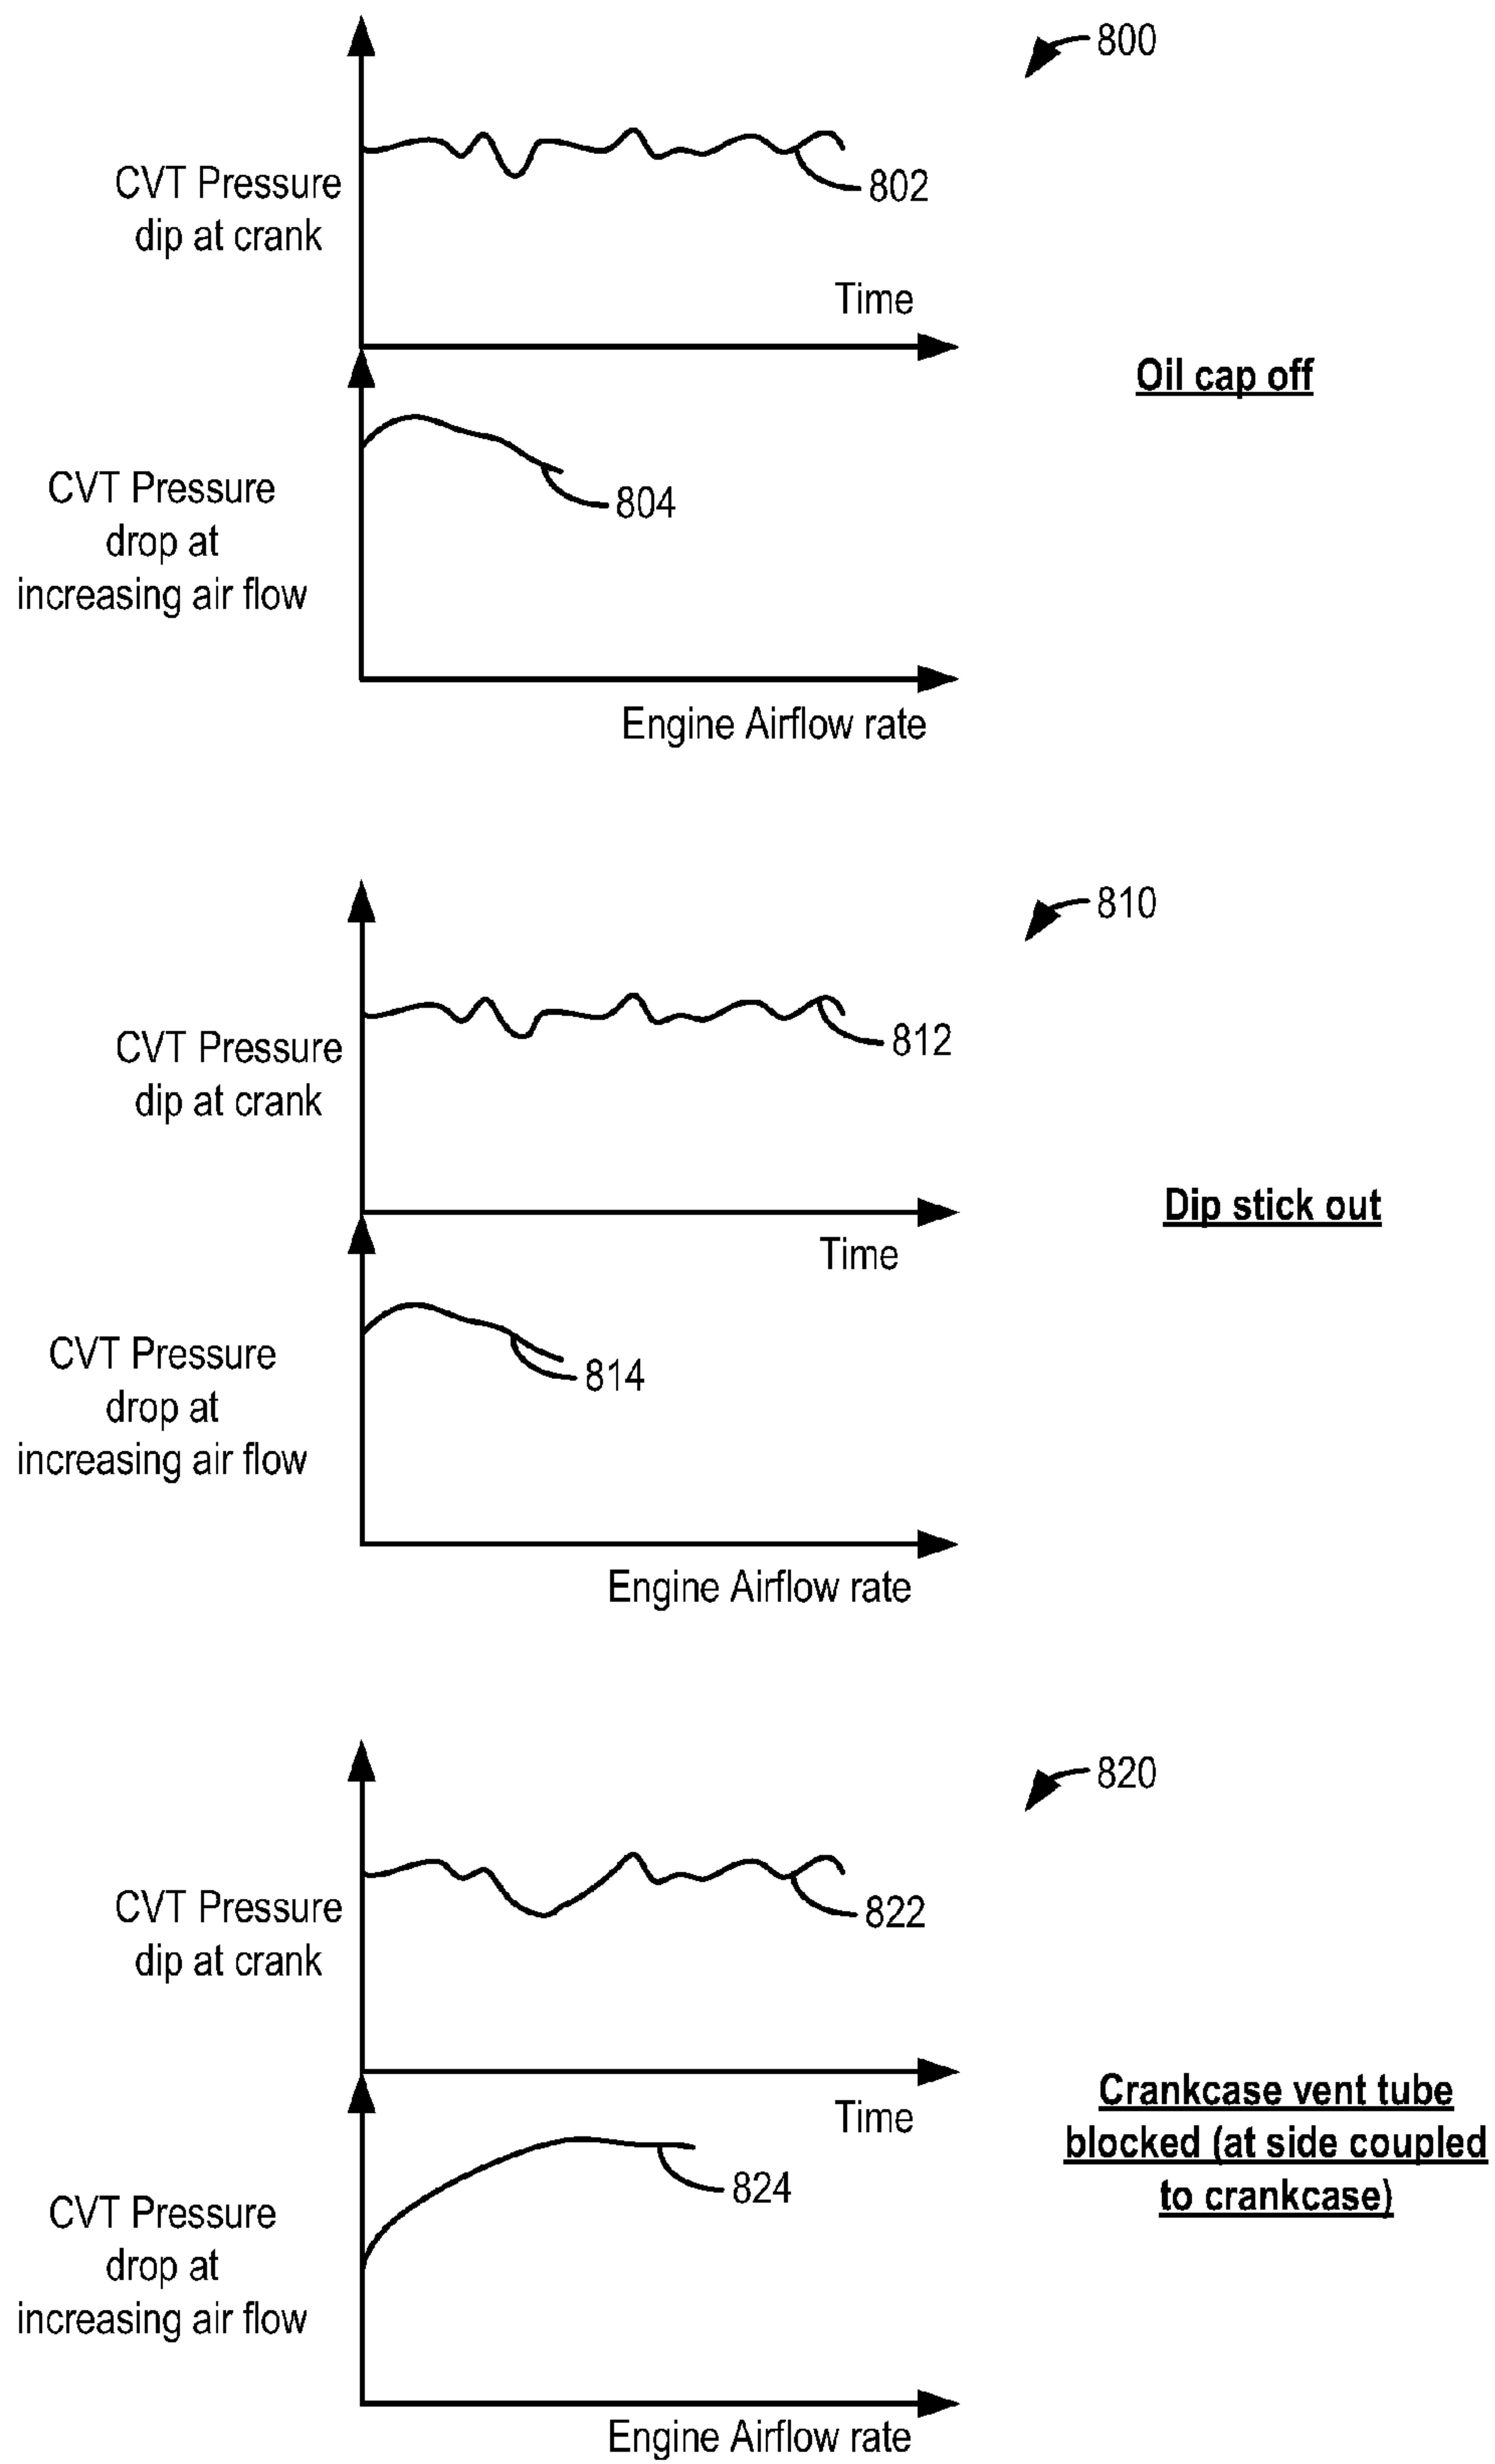 800
CVT Pressure
dip at crank
802
Time
Oil cap off
CVT Pressure
drop at
increasing air flow
804
Engine Airflow rate
810
CVT Pressure
dip at crank
812
Dip stick out
Time
CVT Pressure
drop at
increasing air flow
814
Engine Airflow rate
820
CVT Pressure
dip at crank
822
Time
Crankcase vent tube
blocked (at side coupled
to crankcase)
CVT Pressure
drop at
increasing air flow
824
Engine Airflow rate